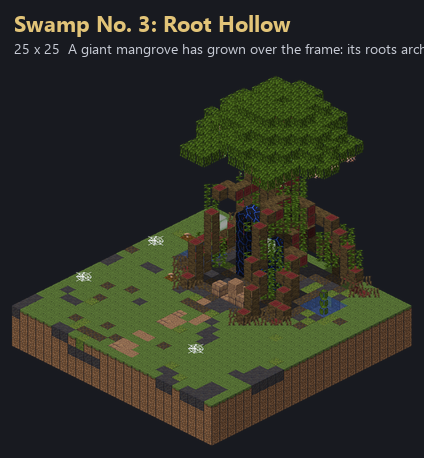 Swamp No. 3: Root Hollow
25 x 25 A giant mangrove has grown over the frame: its roots arch